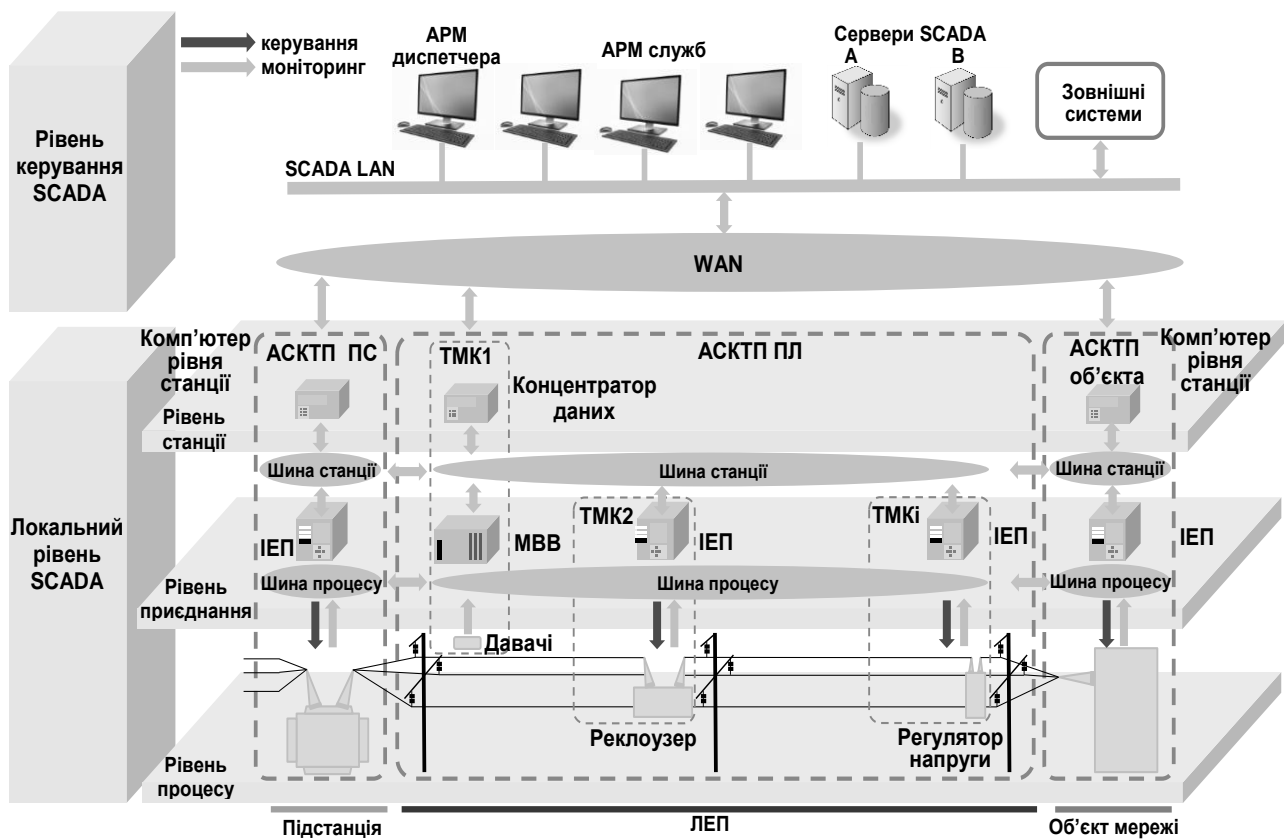 керування
моніторинг
АРМ
диспетчера
АРМ служб
Сервери SCADA
A
B
Зовнішні
системи
Рівень
керування
SCADA
SCADA LAN
WAN
Комп’ютер
рівня
станції
АСКТП ПС
ТМК1
АСКТП ПЛ
АСКТП
об’єкта
Комп’ютер
рівня
станції
Концентратор
даних
Рівень
станції
Шина станції
Шина станції
Шина станції
Локальний
рівень
SCADA
ІЕП
МВВ
ТМК2
ІЕП
ТМКі
ІЕП
ІЕП
Рівень
приєднання
Шина процесу
Шина процесу
Шина процесу
Давачі
Реклоузер
Регулятор
напруги
Рівень
процесу
Підстанція
ЛЕП
Об’єкт мережі